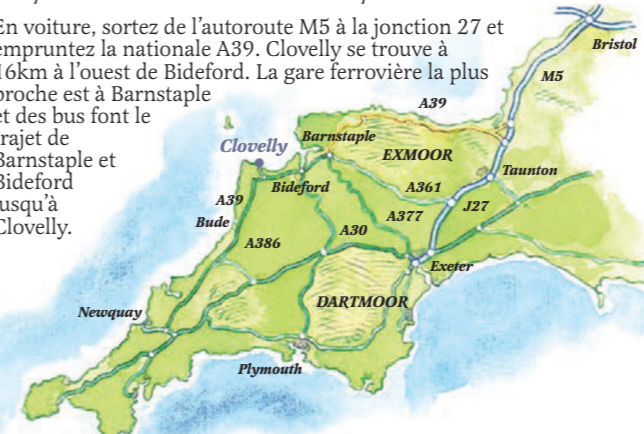 En voiture, sortez de l'autoroute M5 à la jonction 27 et
empruntez la nationale A39. Clovelly se trouve à
16km à l'ouest de Bideford. La gare ferrovière la plus
proche est à Barnstaple
et des bus font le
trajet de
Barnstaple et
Bideford
jusqu'à
Clovelly.
Bristol
M5
A39
Barnstaple
Clovelly
EXMOOR
Taunton
Bideford
A361
A39
A377
J27
Bude
A30
A386
Exeter
DARTMOOR
Newquay
Plymouth